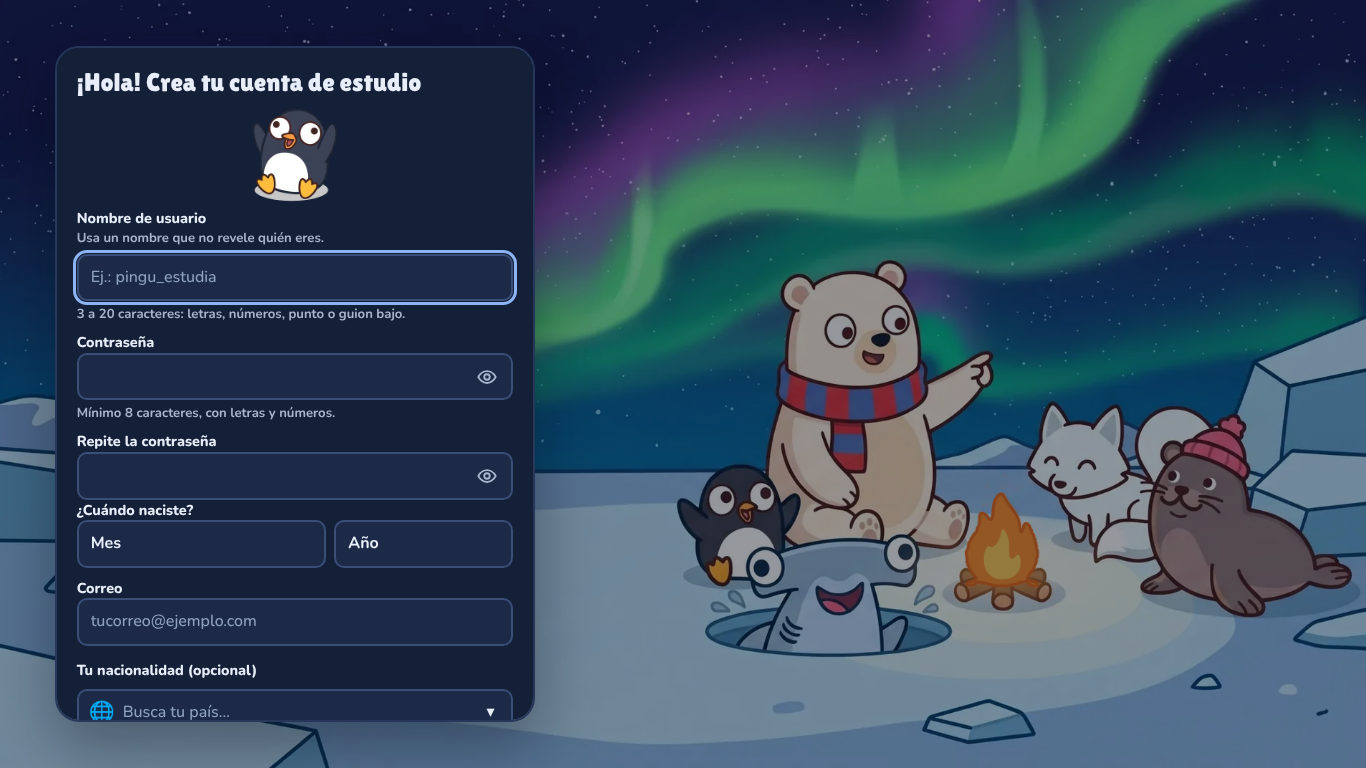 ¡Hola! Crea tu cuenta de estudio
Nombre de usuario
Usa un nombre que no revele quién eres.
Ej.: pingu_estudia
3 a 20 caracteres: letras, números, punto o guion bajo.
Contraseña
Mínimo 8 caracteres, con letras y números.
Repite la contraseña
¿Cuándo naciste?
Mes Año
Correo
tucorreo@ejemplo.com
Tu nacionalidad (opcional)
Busca tu país...